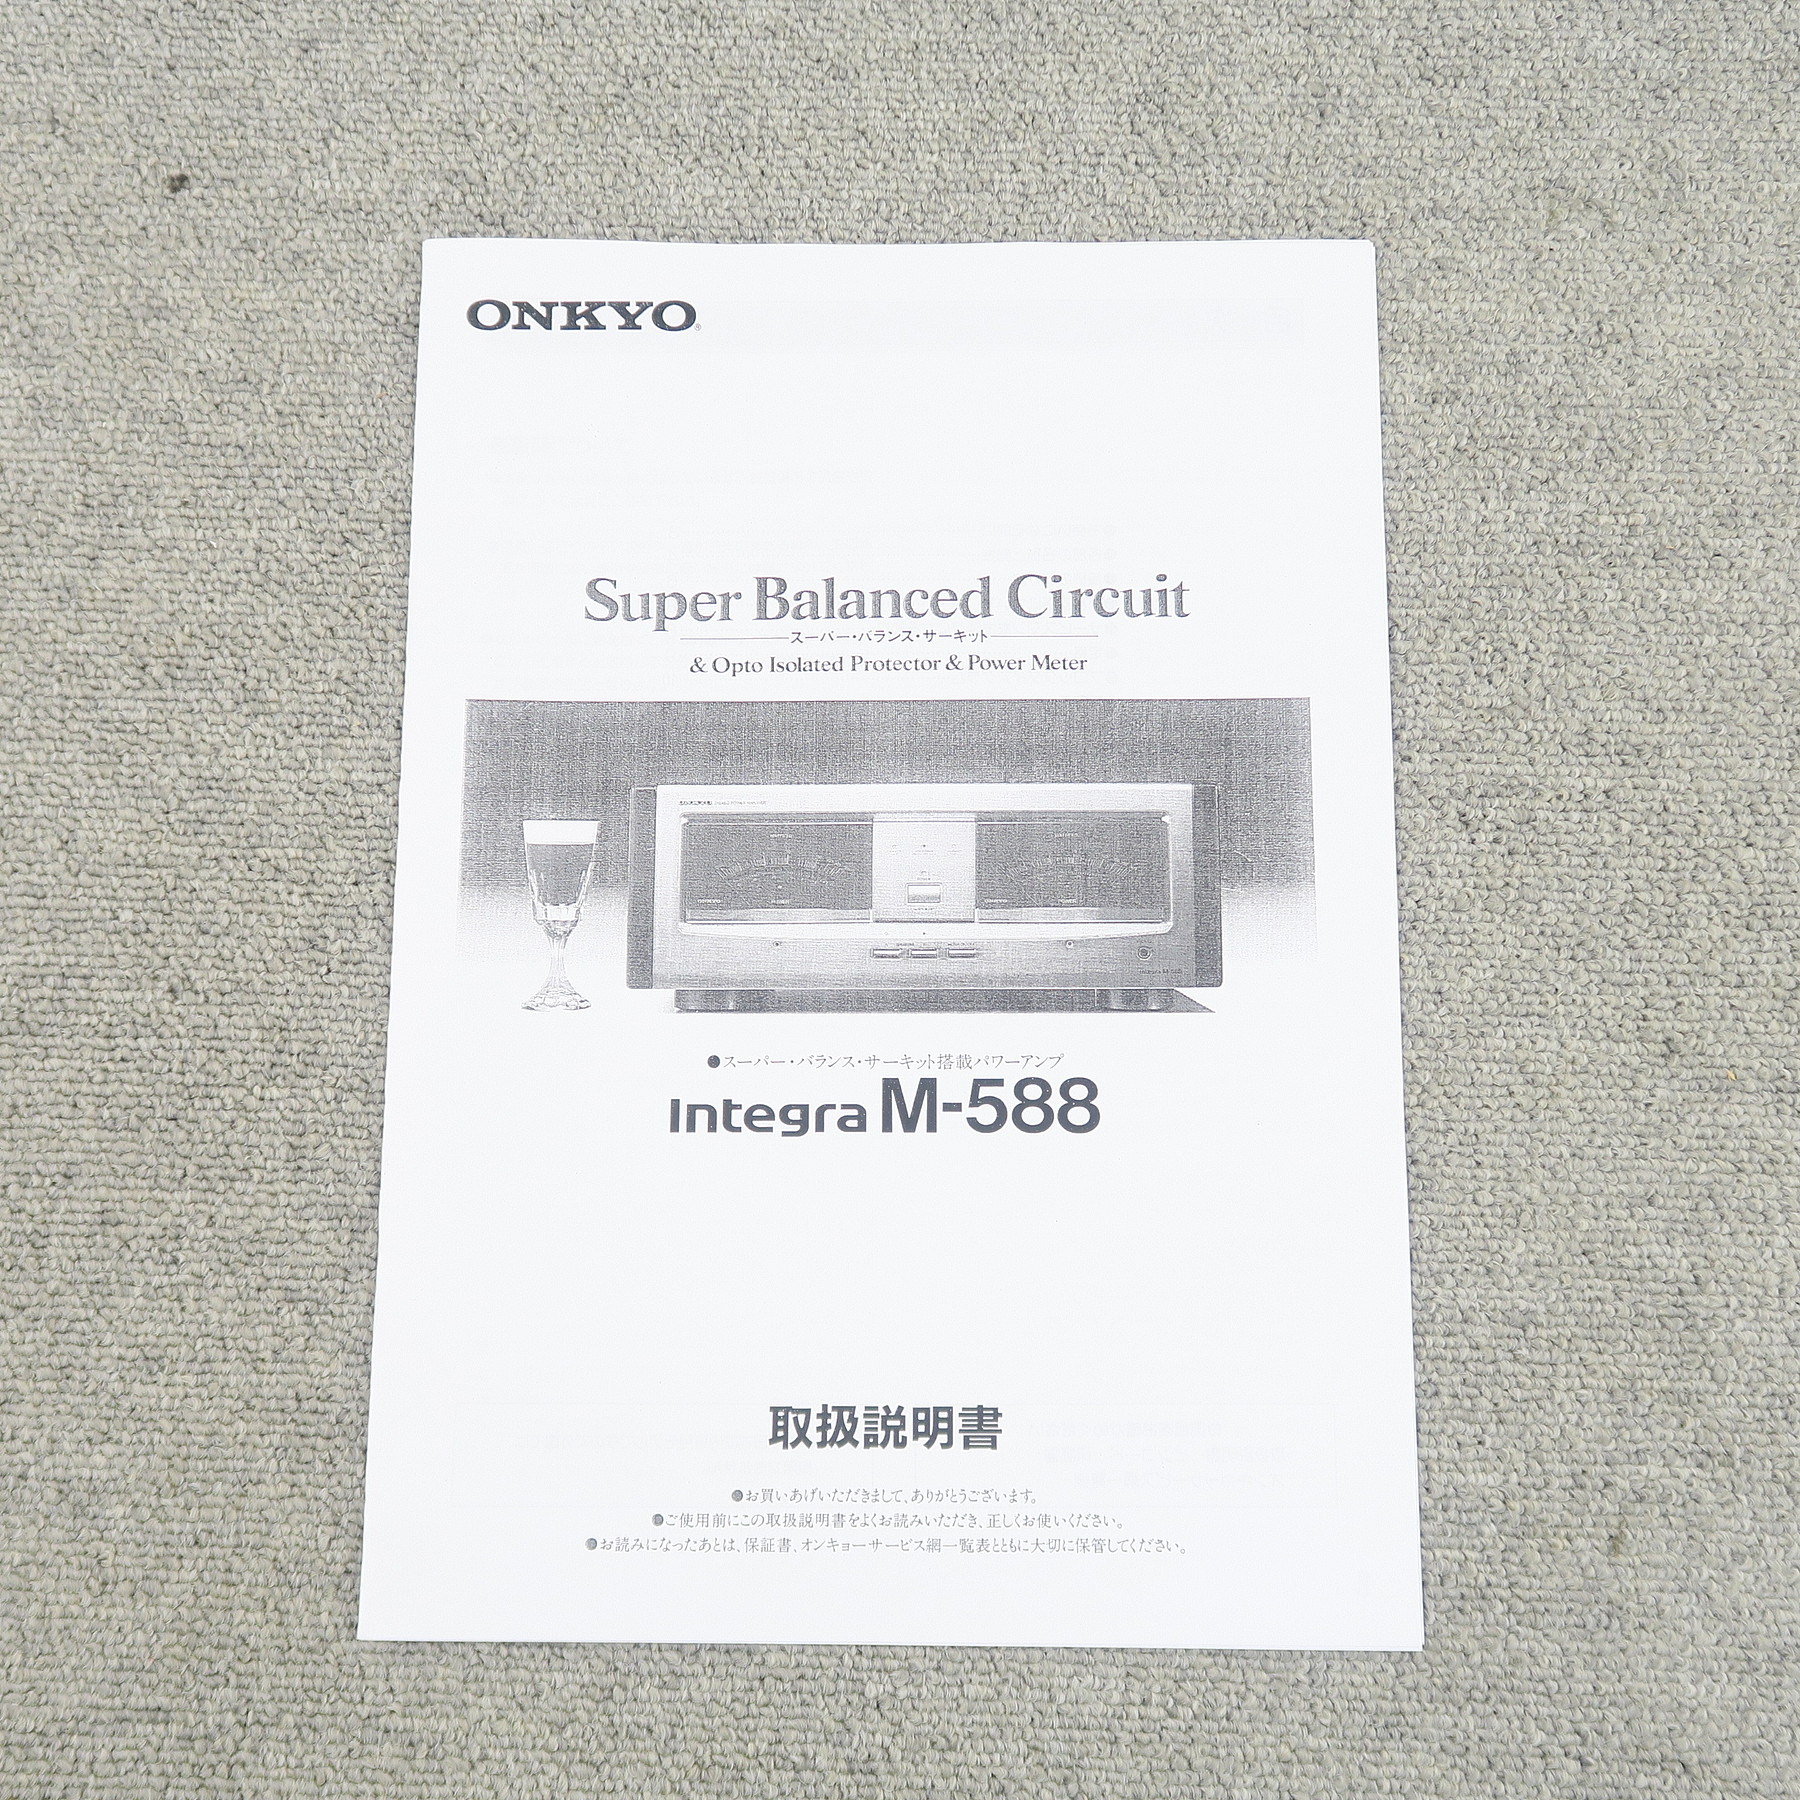 ONKYO®
Super Balanced Circuit
スーパー・バランス・サーキット
& Opto Isolated Protector & Power Meter
ONKYO
POWER
ONKYO
POWER
Integra M-588
●スーパー・バランス・サーキット搭載パワーアンプ
Integra M-588
取扱説明書
●お買いあげいただきまして、ありがとうございます。
●ご使用前にこの取扱説明書をよくお読みいただき、正しくお使いください。
●お読みになったあとは、保証書、オンキョーサービス網一覧表とともに大切に保管してください。